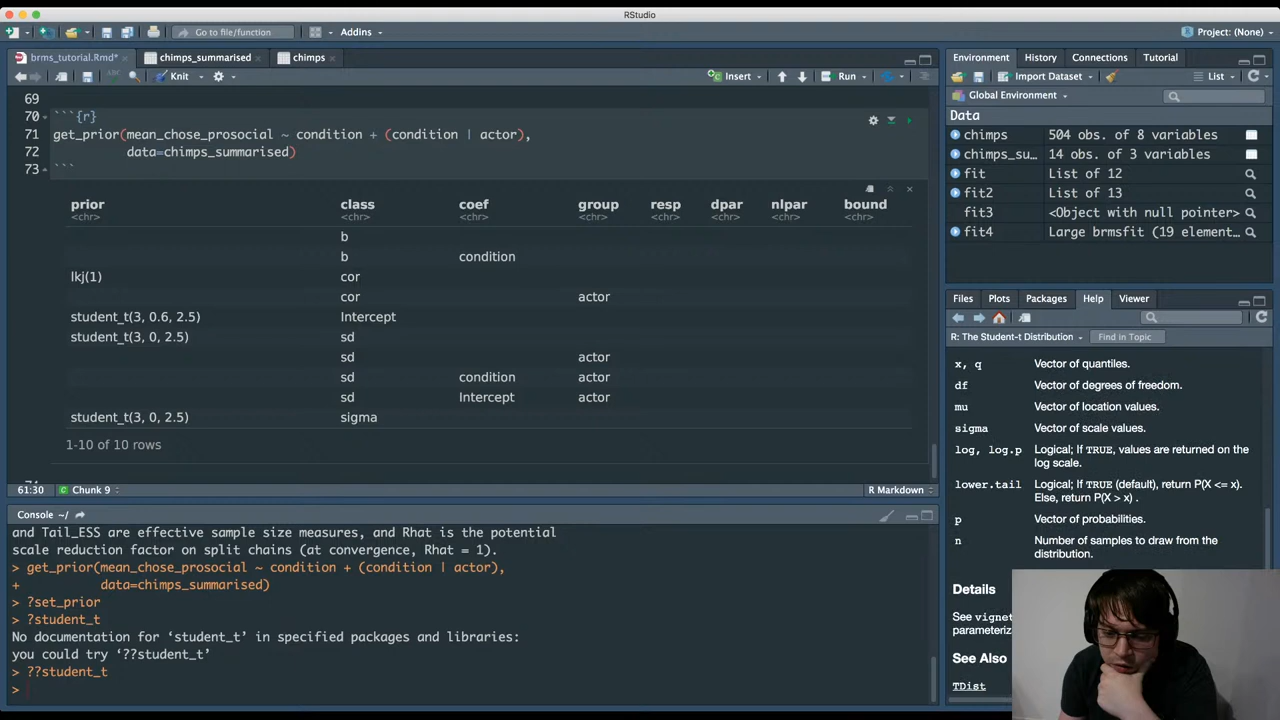 RStudio
Go to file/function
Addins
Project: (None)
brms_tutorial.Rmd*
chimps_summarised
chimps
Knit
Insert
Run
69
70 ```{r}
71 get_prior(mean_chose_prosocial ~ condition + (condition | actor),
72 data=chimps_summarised)
73 ```
prior class coef group resp dpar nlpar bound
<chr> <chr> <chr> <chr> <chr> <chr> <chr> <chr>
b
b condition
lkj(1) cor
cor actor
student_t(3, 0.6, 2.5) Intercept
student_t(3, 0, 2.5) sd
sd actor
sd condition actor
sd Intercept actor
student_t(3, 0, 2.5) sigma
1-10 of 10 rows
61:30 Chunk 9 R Markdown
Console ~/
and Tail_ESS are effective sample size measures, and Rhat is the potential
scale reduction factor on split chains (at convergence, Rhat = 1).
> get_prior(mean_chose_prosocial ~ condition + (condition | actor),
+ data=chimps_summarised)
> ?set_prior
> ?student_t
No documentation for ‘student_t’ in specified packages and libraries:
you could try ‘??student_t’
> ??student_t
>
Environment History Connections Tutorial
Import Dataset List
Global Environment
Data
chimps 504 obs. of 8 variables
chimps_su... 14 obs. of 3 variables
fit List of 12
fit2 List of 13
fit3 <Object with null pointer>
fit4 Large brmsfit (19 element...
Files Plots Packages Help Viewer
R: The Student-t Distribution Find in Topic
x, q Vector of quantiles.
df Vector of degrees of freedom.
mu Vector of location values.
sigma Vector of scale values.
log, log.p Logical; If TRUE, values are returned on the
log scale.
lower.tail Logical; If TRUE (default), return P(X <= x).
Else, return P(X > x) .
p Vector of probabilities.
n Number of samples to draw from the
distribution.
Details
See vignet
parameteriza
See Also
TDist